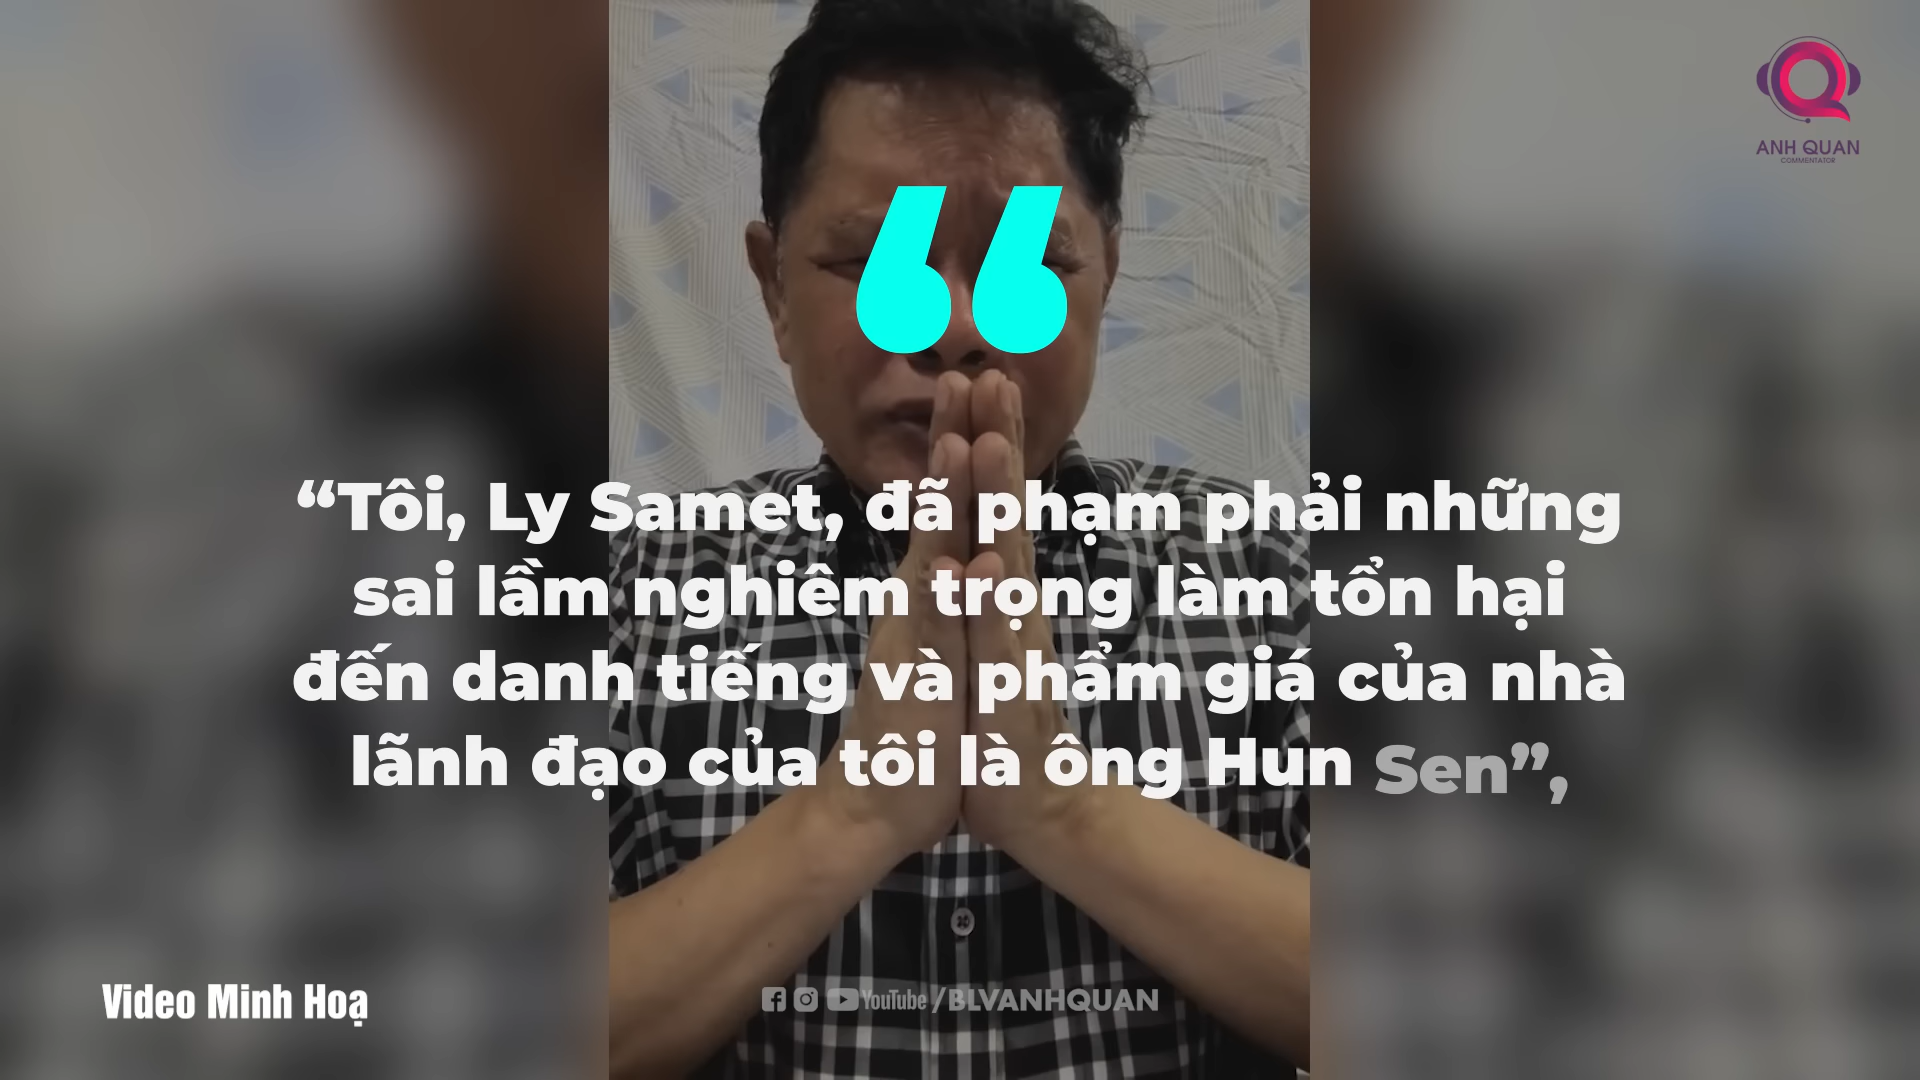 ANH QUAN
COMMENTATOR
“Tôi, Ly Samet, đã phạm phải những
sai lầm nghiêm trọng làm tổn hại
đến danh tiếng và phẩm giá của nhà
lãnh đạo của tôi là ông Hun Sen”,
Video Minh Hoạ
YouTube /BLVANHQUAN